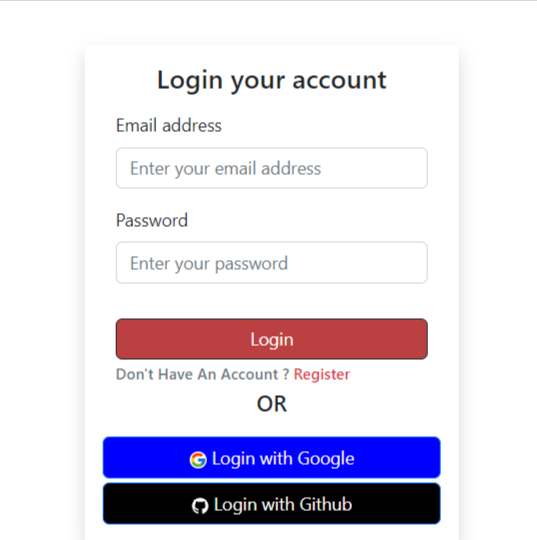 Login your account
Email address
Enter your email address
Password
Enter your password
Login
Don't Have An Account ? Register
OR
Login with Google
Login with Github